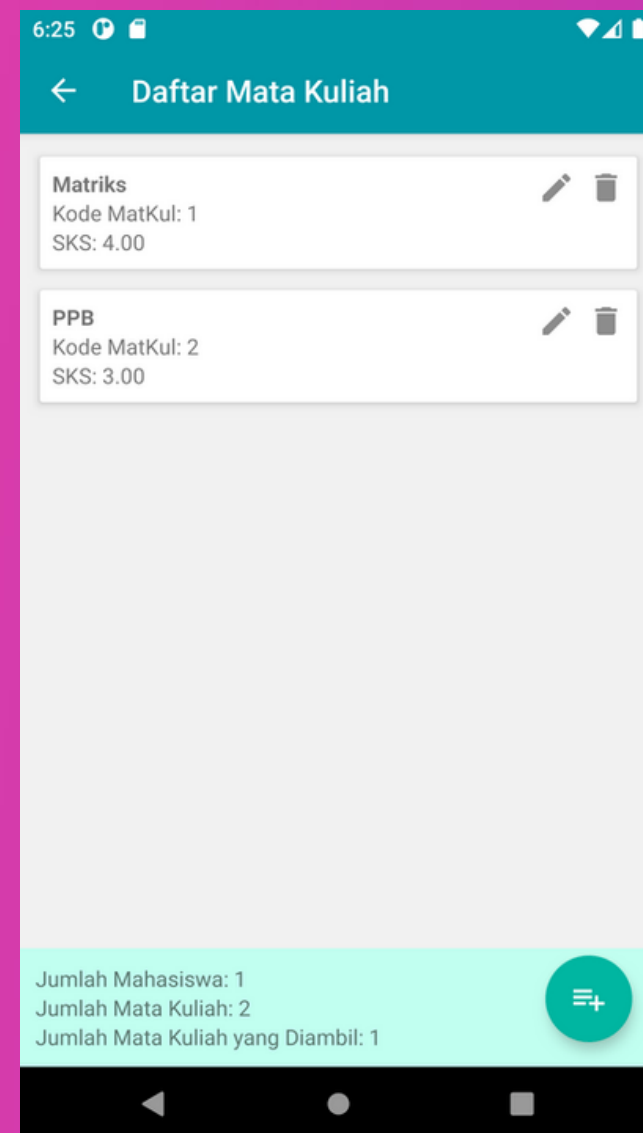 6:25
Daftar Mata Kuliah
Matriks
Kode MatKul: 1
SKS: 4.00
PPB
Kode MatKul: 2
SKS: 3.00
Jumlah Mahasiswa: 1
Jumlah Mata Kuliah: 2
Jumlah Mata Kuliah yang Diambil: 1